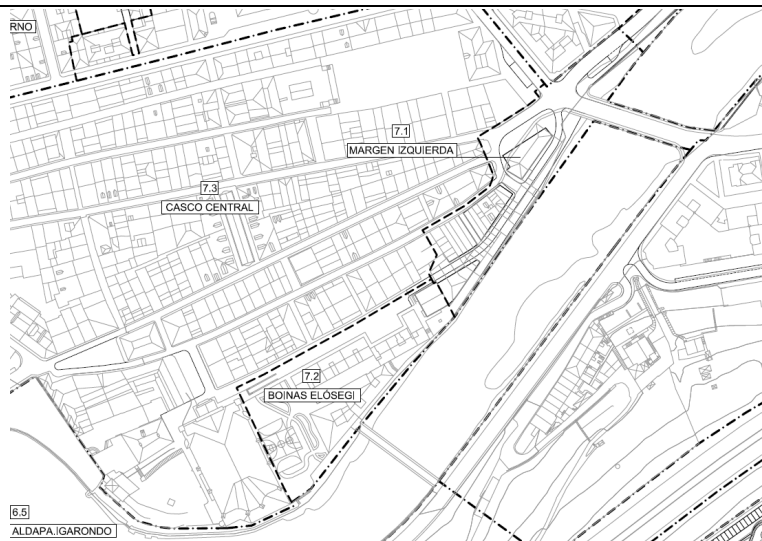 RNO
7.1
MARGEN IZQUIERDA
7.3
CASCO CENTRAL
7.2
BOINAS ELÓSEGI
6.5
ALDAPA.IGARONDO